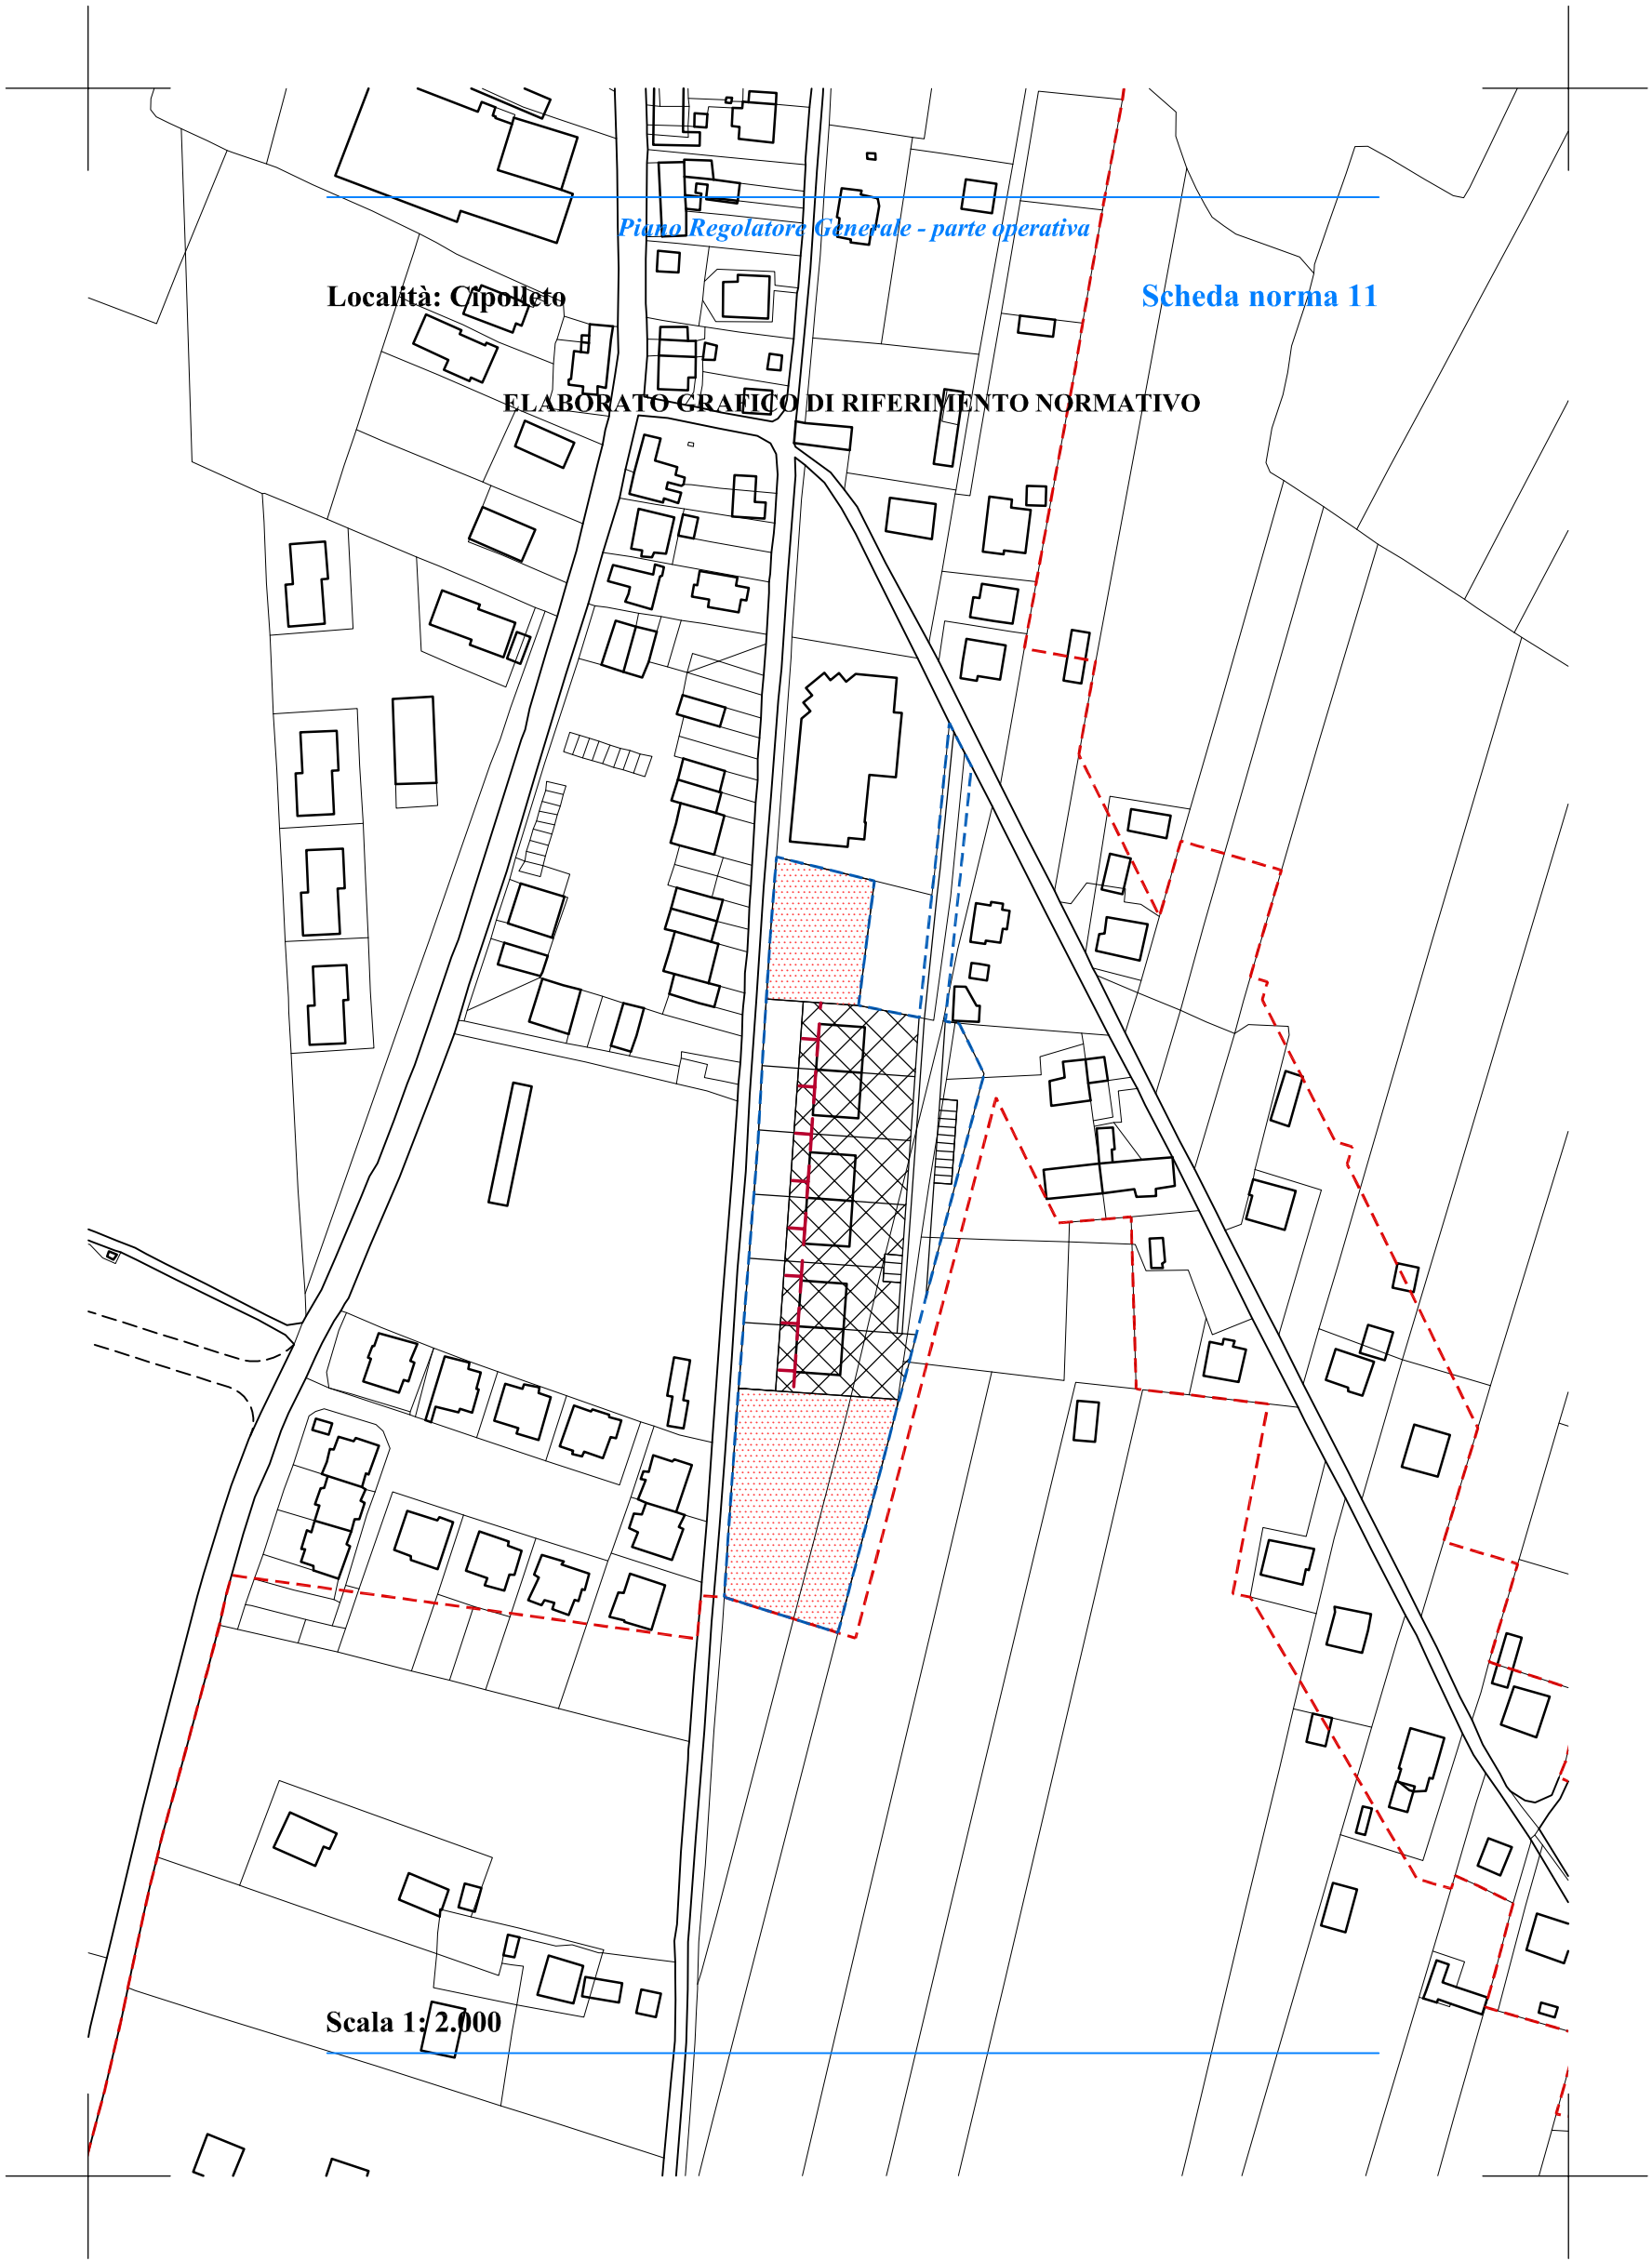 Piano Regolatore Generale - parte operativa
Località: Cipolleto
Scheda norma 11
ELABORATO GRAFICO DI RIFERIMENTO NORMATIVO
Scala 1: 2.000